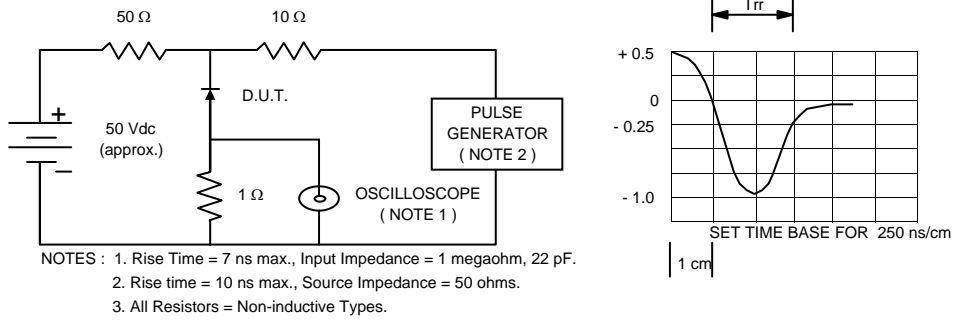 50 Ω
10 Ω
D.U.T.
+
50 Vdc
(approx.)
−
1 Ω
OSCILLOSCOPE
( NOTE 1 )
PULSE
GENERATOR
( NOTE 2 )
Trr
+ 0.5
0
- 0.25
- 1.0
SET TIME BASE FOR 250 ns/cm
1 cm
NOTES : 1. Rise Time = 7 ns max., Input Impedance = 1 megaohm, 22 pF.
2. Rise time = 10 ns max., Source Impedance = 50 ohms.
3. All Resistors = Non-inductive Types.